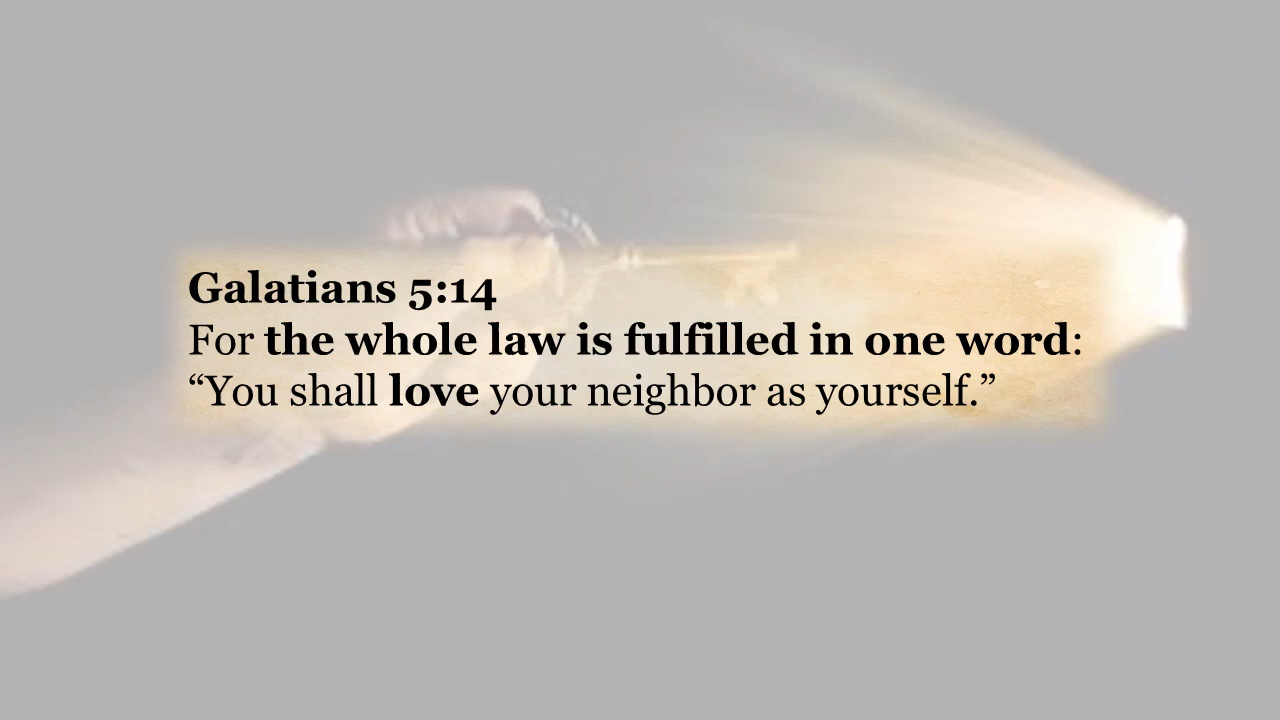 Galatians 5:14
For the whole law is fulfilled in one word:
“You shall love your neighbor as yourself.”